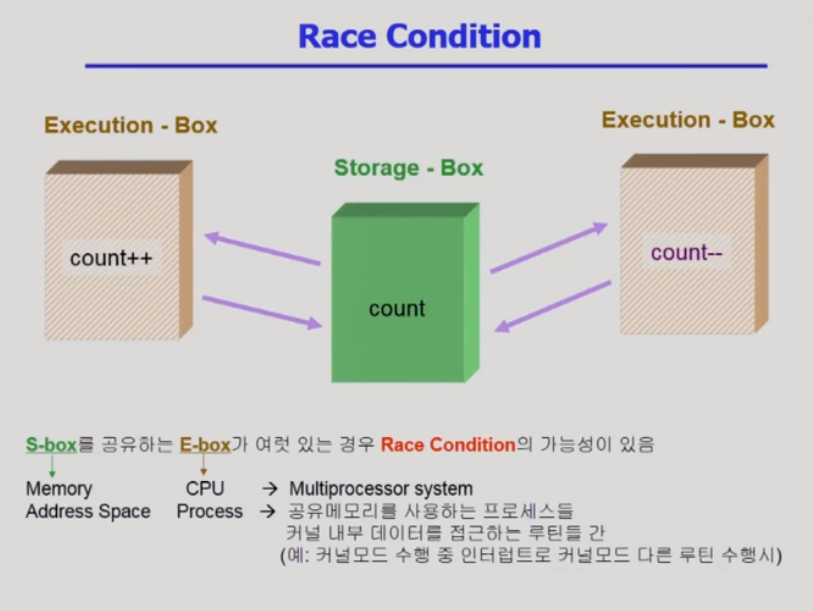 Race Condition
Execution - Box
Execution - Box
Storage - Box
count++
count
count--
S-box를 공유하는 E-box가 여럿 있는 경우 Race Condition의 가능성이 있음
Memory CPU → Multiprocessor system
Address Space Process → 공유메모리를 사용하는 프로세스들
커널 내부 데이터를 접근하는 루틴들 간
(예: 커널모드 수행 중 인터럽트로 커널모드 다른 루틴 수행시)